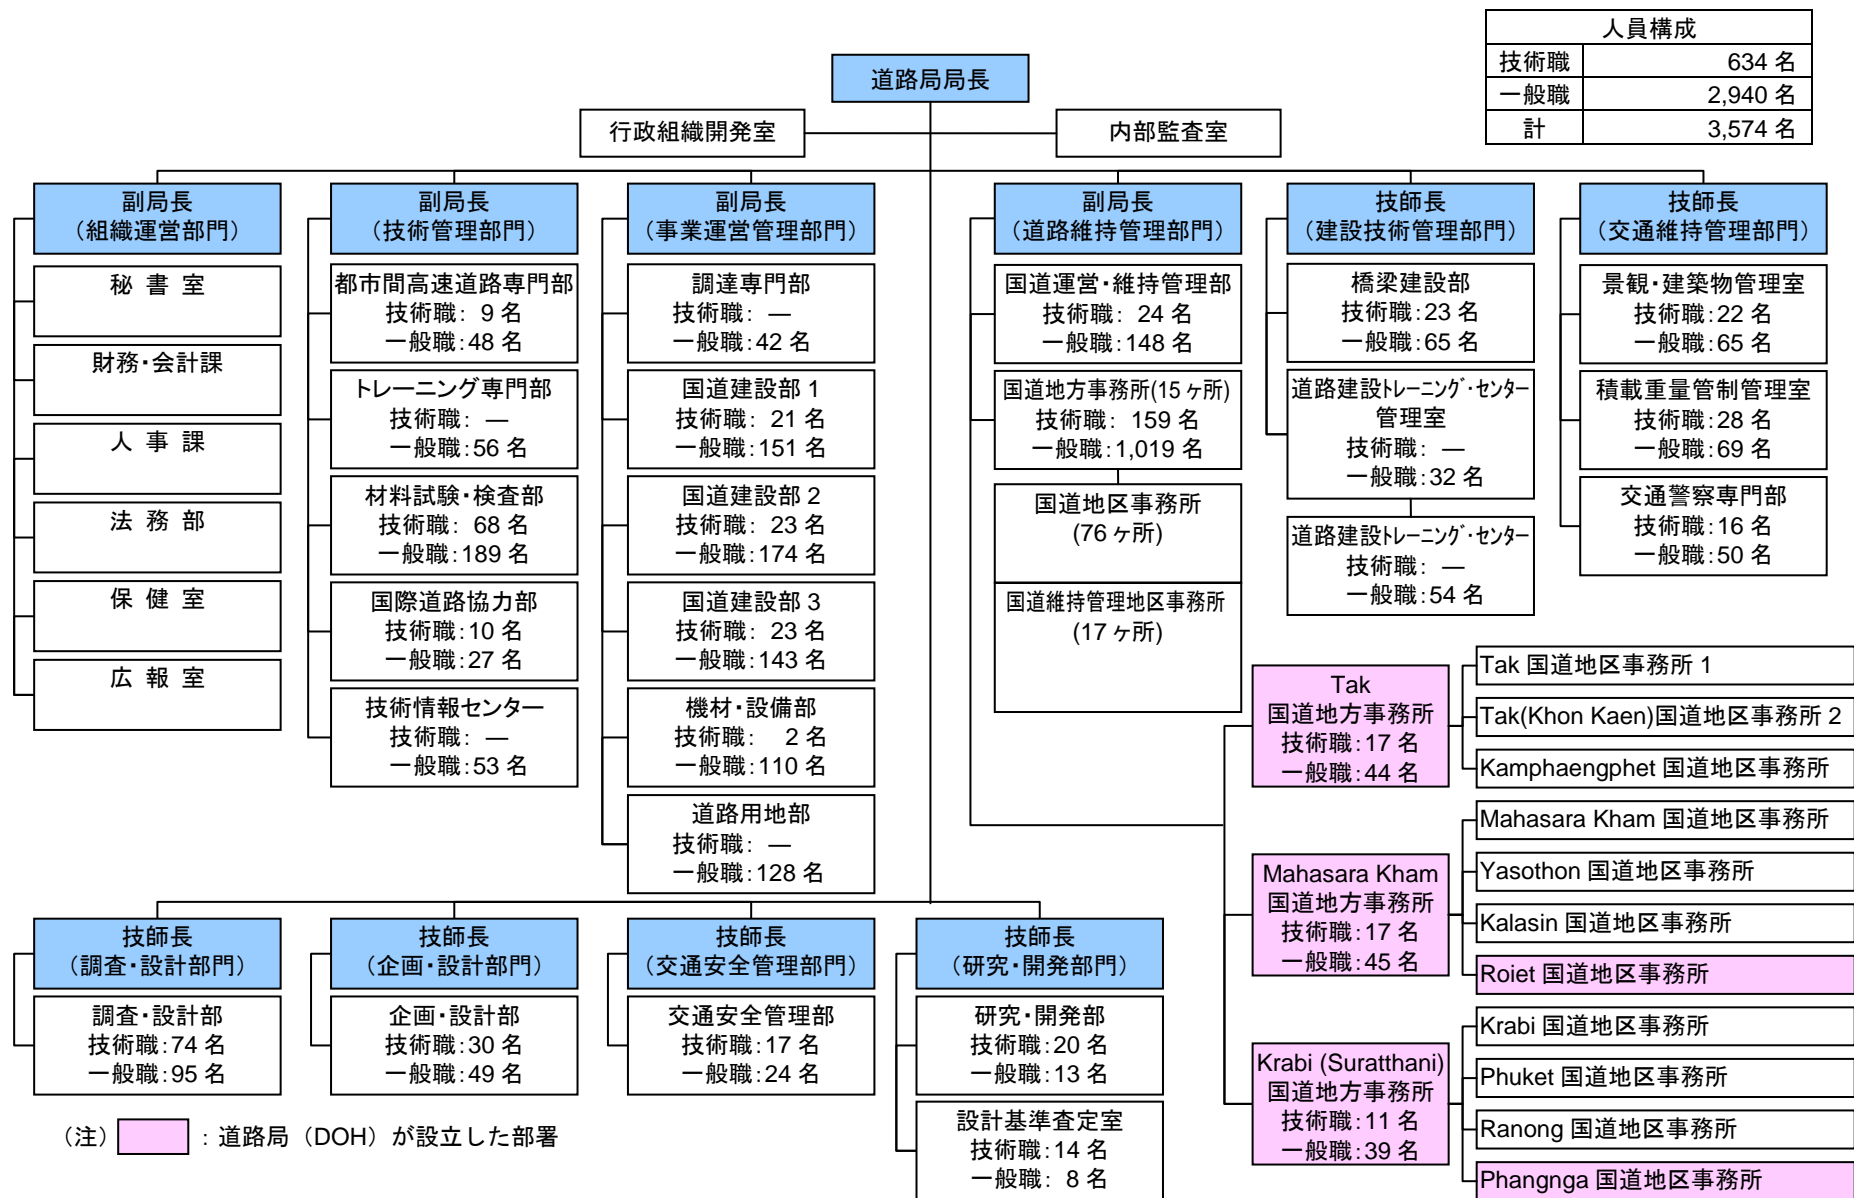 人員構成
技術職 634 名
一般職 2,940 名
計 3,574 名
道路局局長
行政組織開発室
内部監査室
副局長
（組織運営部門）
秘 書 室
財務・会計課
人 事 課
法 務 部
保 健 室
広 報 室
副局長
（技術管理部門）
都市間高速道路専門部
技術職： 9 名
一般職：48 名
トレーニング専門部
技術職： ―
一般職：56 名
材料試験・検査部
技術職： 68 名
一般職：189 名
国際道路協力部
技術職：10 名
一般職：27 名
技術情報センター
技術職： ―
一般職：53 名
副局長
（事業運営管理部門）
調達専門部
技術職： ―
一般職：42 名
国道建設部 1
技術職： 21 名
一般職：151 名
国道建設部 2
技術職： 23 名
一般職：174 名
国道建設部 3
技術職： 23 名
一般職：143 名
機材・設備部
技術職： 2 名
一般職：110 名
道路用地部
技術職： ―
一般職：128 名
副局長
（道路維持管理部門）
国道運営・維持管理部
技術職： 24 名
一般職：148 名
国道地方事務所(15 ヶ所)
技術職： 159 名
一般職：1,019 名
国道地区事務所
(76 ヶ所)
国道維持管理地区事務所
(17 ヶ所)
技師長
（建設技術管理部門）
橋梁建設部
技術職：23 名
一般職：65 名
道路建設トレーニング・センター
管理室
技術職： ―
一般職：32 名
道路建設トレーニング・センター
技術職： ―
一般職：54 名
技師長
（交通維持管理部門）
景観・建築物管理室
技術職：22 名
一般職：65 名
積載重量管制管理室
技術職：28 名
一般職：69 名
交通警察専門部
技術職：16 名
一般職：50 名
Tak
国道地方事務所
技術職：17 名
一般職：44 名
Tak 国道地区事務所 1
Tak(Khon Kaen)国道地区事務所 2
Kamphaengphet 国道地区事務所
Mahasara Kham
国道地方事務所
技術職：17 名
一般職：45 名
Mahasara Kham 国道地区事務所
Yasothon 国道地区事務所
Kalasin 国道地区事務所
Roiet 国道地区事務所
Krabi (Suratthani)
国道地方事務所
技術職：11 名
一般職：39 名
Krabi 国道地区事務所
Phuket 国道地区事務所
Ranong 国道地区事務所
Phangnga 国道地区事務所
技師長
（調査・設計部門）
調査・設計部
技術職：74 名
一般職：95 名
技師長
（企画・設計部門）
企画・設計部
技術職：30 名
一般職：49 名
技師長
（交通安全管理部門）
交通安全管理部
技術職：17 名
一般職：24 名
技師長
（研究・開発部門）
研究・開発部
技術職：20 名
一般職：13 名
設計基準査定室
技術職：14 名
一般職： 8 名
（注） ：道路局（DOH）が設立した部署